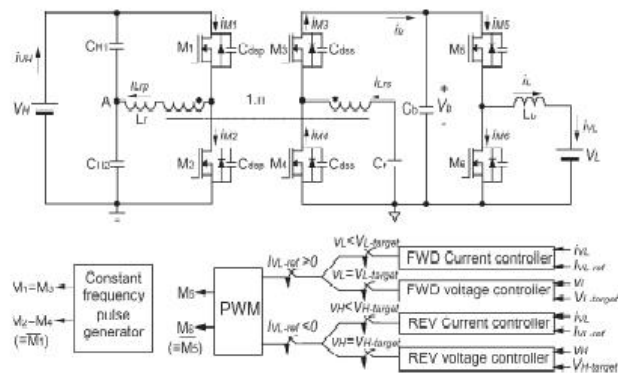 iVH
CH1
M1
iM1
Cdsp
iM3
M3
Cdss
iR
iM5
M5
VH
A
iLrp
Lr
1:n
iLrs
Cb
Vb
+
-
iL
Lb
iVL
VL
CH2
iM2
M2
Cdsp
iM4
M4
Cdss
Cr
iM6
M6
M1=M3
M2=M4
(=M1)
Constant
frequency
pulse
generator
M5
M6
(=M5)
PWM
IVL-ref ≥0
IVL-ref ≤0
VL<VL-target
VL=VL-target
VH<VH-target
VH=VH-target
FWD Current controller
iVL
IVL-ref
FWD voltage controller
VL
VL-target
REV Current controller
iVL
IVL-ref
REV voltage controller
VH
VH-target